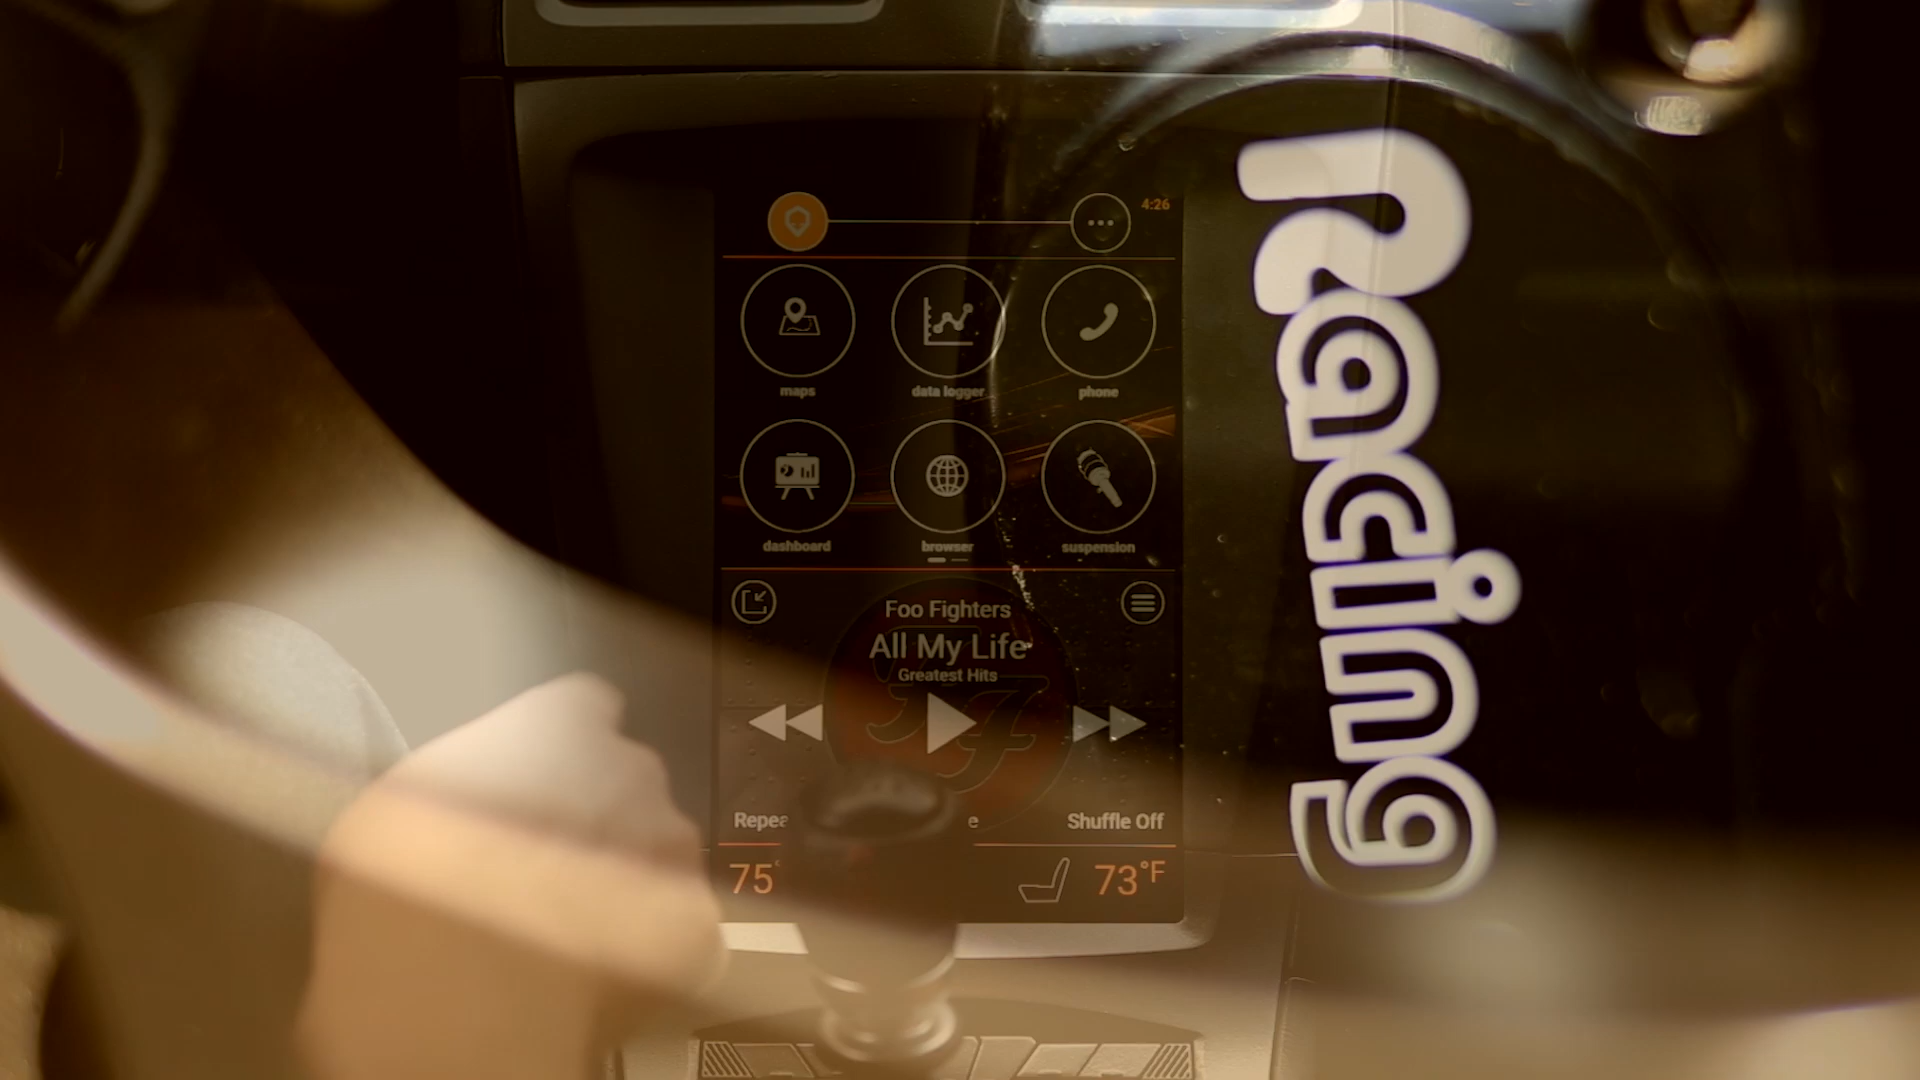 4:26
maps data logger phone
dashboard browser suspension
Foo Fighters
All My Life
Greatest Hits
Shuffle Off
75 73°F
Racing